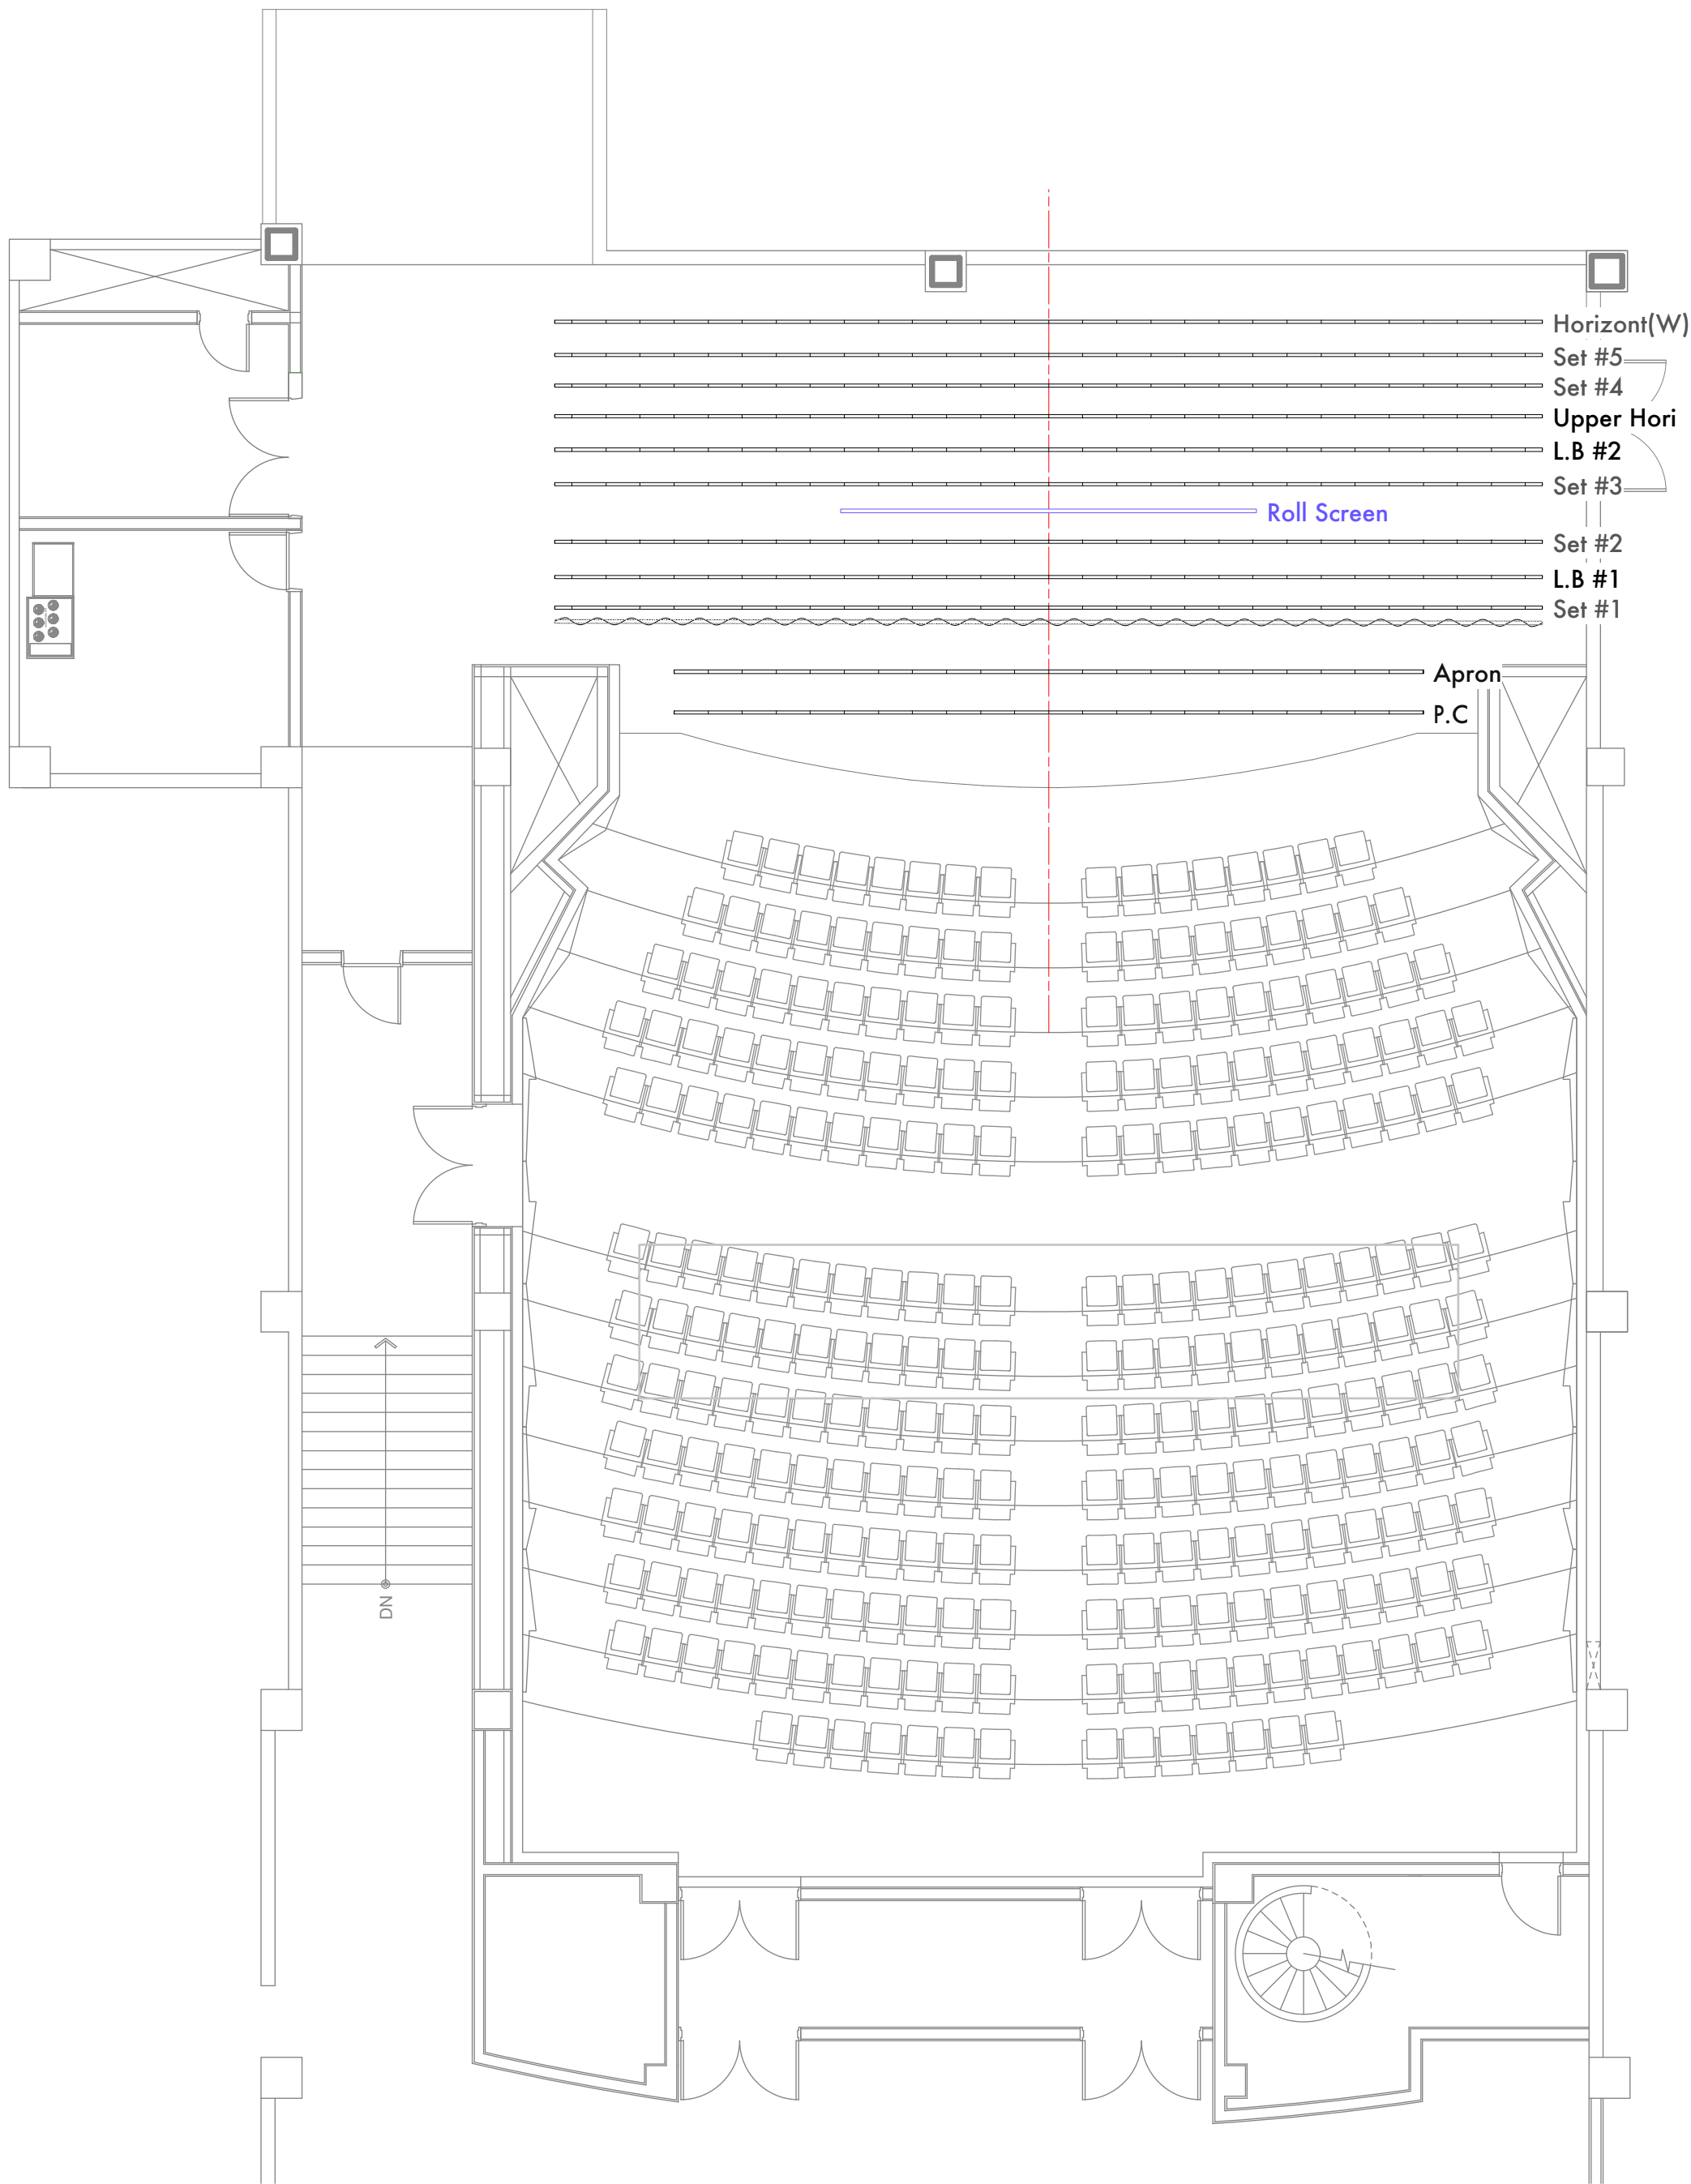 Horizont(W)
Set #5
Set #4
Upper Hori
L.B #2
Set #3
Roll Screen
Set #2
L.B #1
Set #1
Apron
P.C
DN